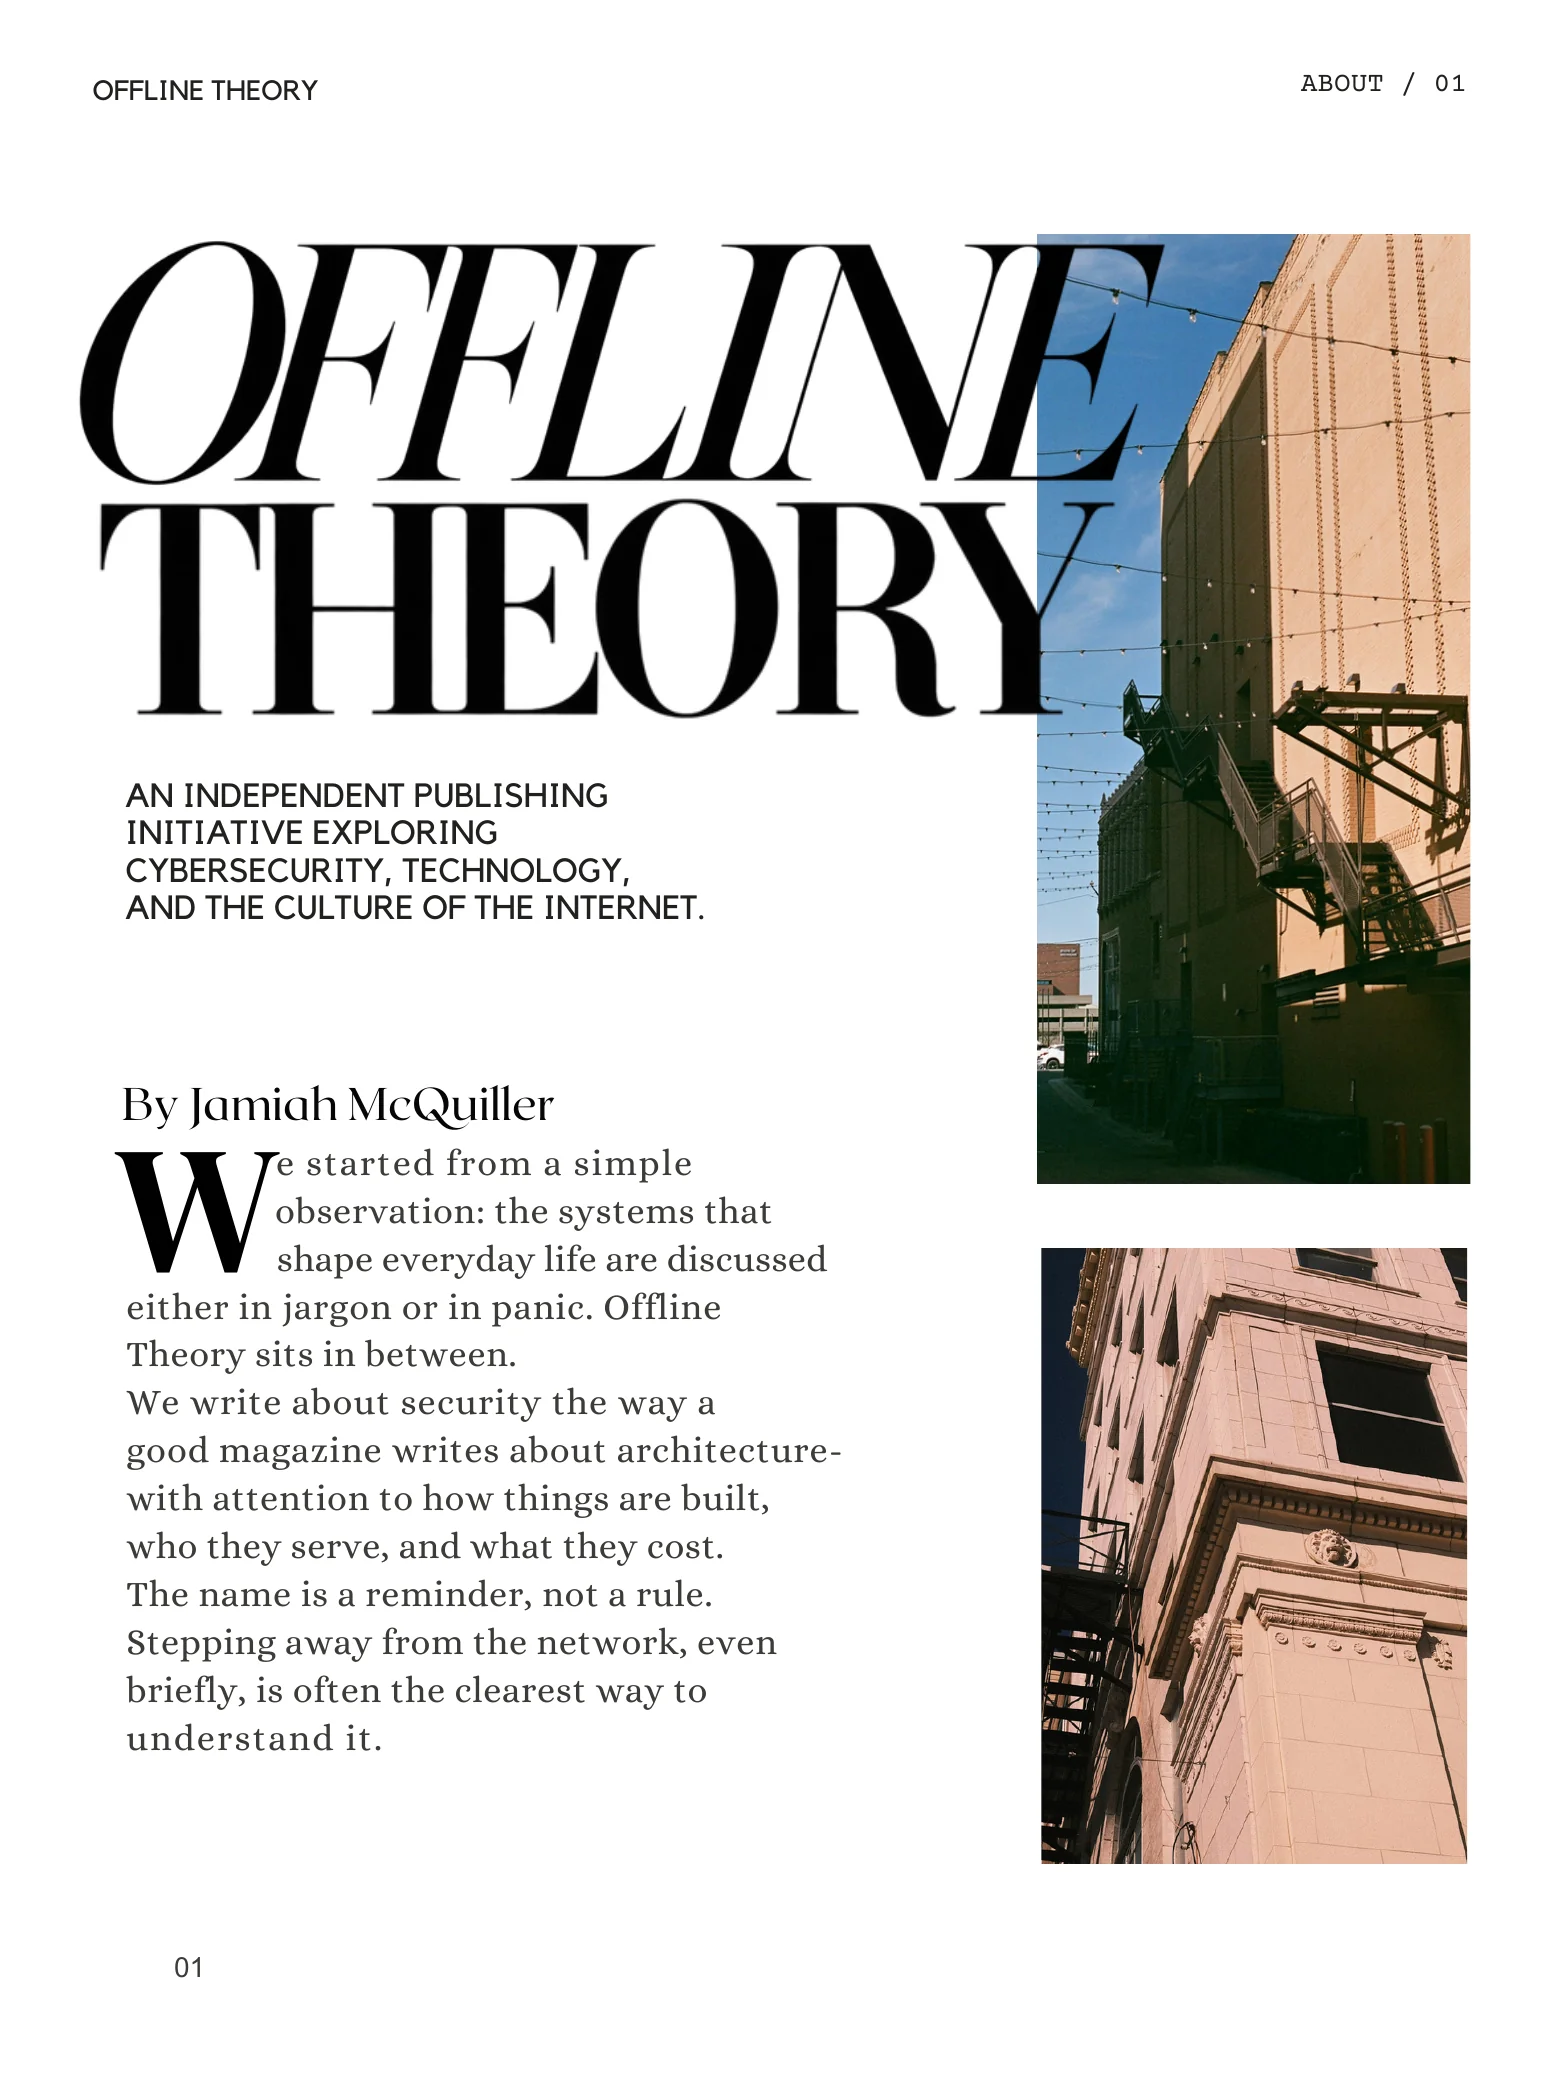 OFFLINE THEORY
ABOUT / 01
OFFLINE
THEORY
AN INDEPENDENT PUBLISHING
INITIATIVE EXPLORING
CYBERSECURITY, TECHNOLOGY,
AND THE CULTURE OF THE INTERNET.
By Jamiah McQuiller
We started from a simple
observation: the systems that
shape everyday life are discussed
either in jargon or in panic. Offline
Theory sits in between.
We write about security the way a
good magazine writes about architecture-
with attention to how things are built,
who they serve, and what they cost.
The name is a reminder, not a rule.
Stepping away from the network, even
briefly, is often the clearest way to
understand it.
01